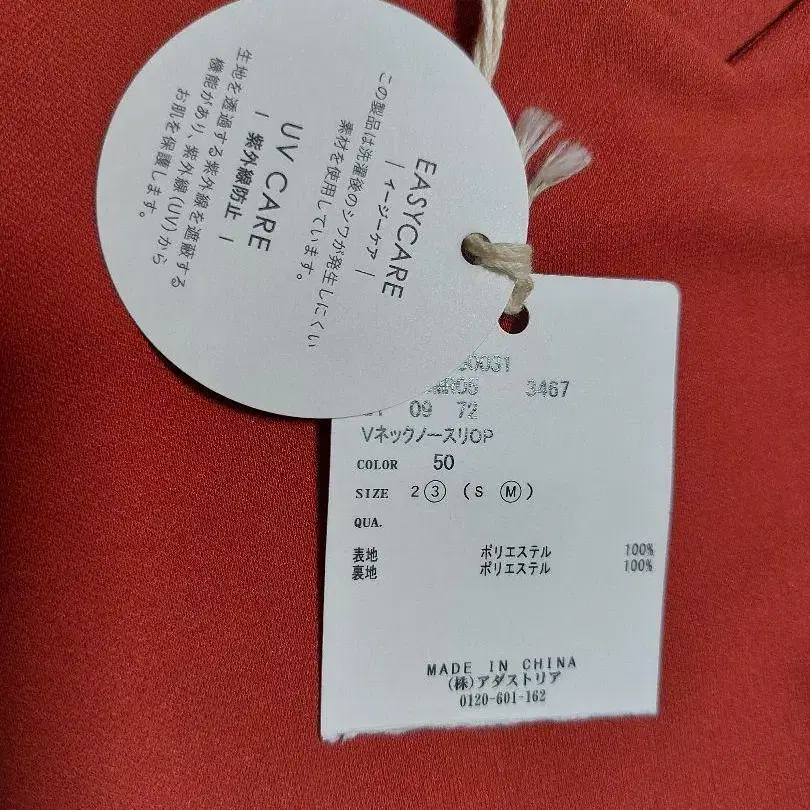 EASYCARE
| イージーケア |
この製品は洗濯後のシワが発生しにくい
素材を使用しています。
UV CARE
| 紫外線防止 |
生地を透過する紫外線を遮蔽する
機能があり、紫外線(UV)から
お肌を保護します。
3467
09 72
VネックノースリOP
COLOR 50
SIZE 2 ③ (S Ⓜ)
QUA.
表地 ポリエステル 100%
裏地 ポリエステル 100%
MADE IN CHINA
(株)アダストリア
0120-601-162